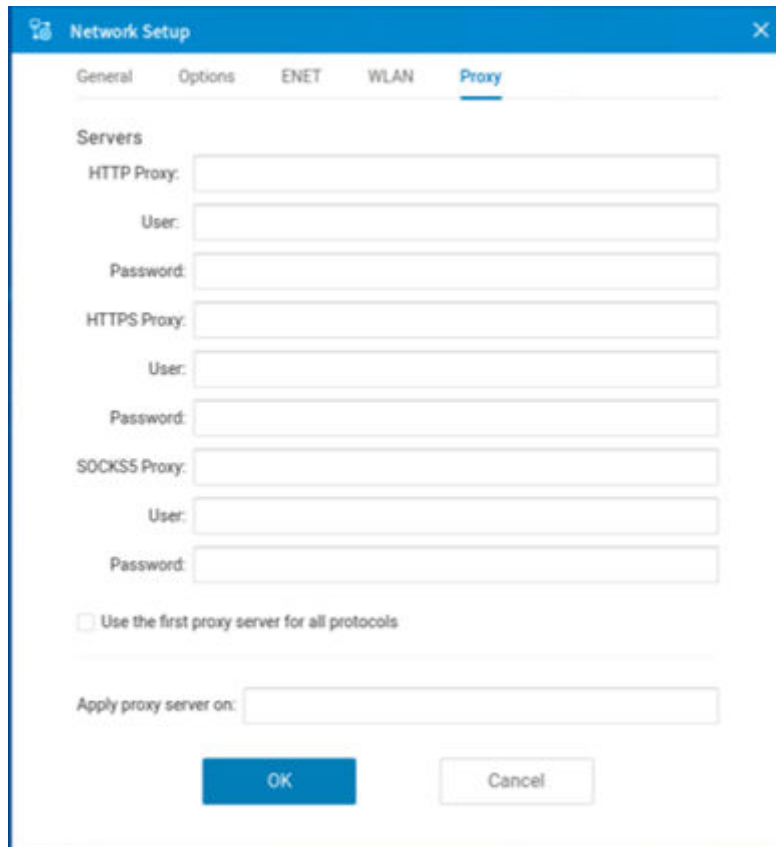 Network Setup
General Options ENET WLAN Proxy
Servers
HTTP Proxy:
User:
Password:
HTTPS Proxy:
User:
Password:
SOCKS5 Proxy:
User:
Password:
Use the first proxy server for all protocols
Apply proxy server on:
OK Cancel